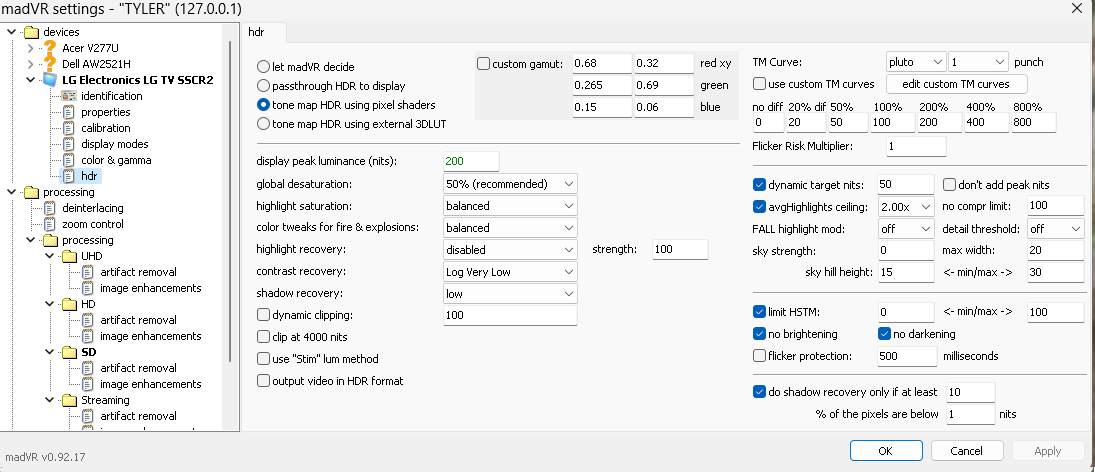 madVR settings - "TYLER" (127.0.0.1)
devices
Acer V277U
Dell AW2521H
LG Electronics LG TV SSCR2
identification
properties
calibration
display modes
color & gamma
hdr
processing
deinterlacing
zoom control
processing
UHD
artifact removal
image enhancements
HD
artifact removal
image enhancements
SD
artifact removal
image enhancements
Streaming
artifact removal
madVR v0.92.17
hdr
let madVR decide
passthrough HDR to display
tone map HDR using pixel shaders
tone map HDR using external 3DLUT
custom gamut: 0.68 0.32 red xy
0.265 0.69 green
0.15 0.06 blue
display peak luminance (nits): 200
global desaturation: 50% (recommended)
highlight saturation: balanced
color tweaks for fire & explosions: balanced
highlight recovery: disabled strength: 100
contrast recovery: Log Very Low
shadow recovery: low
dynamic clipping: 100
clip at 4000 nits
use "Stim" lum method
output video in HDR format
TM Curve: pluto 1 punch
use custom TM curves edit custom TM curves
no diff 20% dif 50% 100% 200% 400% 800%
0 20 50 100 200 400 800
Flicker Risk Multiplier: 1
dynamic target nits: 50 don't add peak nits
avgHighlights ceiling: 2.00x no compr limit: 100
FALL highlight mod: off detail threshold: off
sky strength: 0 max width: 20
sky hill height: 15 <- min/max -> 30
limit HSTM: 0 <- min/max -> 100
no brightening no darkening
flicker protection: 500 milliseconds
do shadow recovery only if at least 10
% of the pixels are below 1 nits
OK Cancel Apply